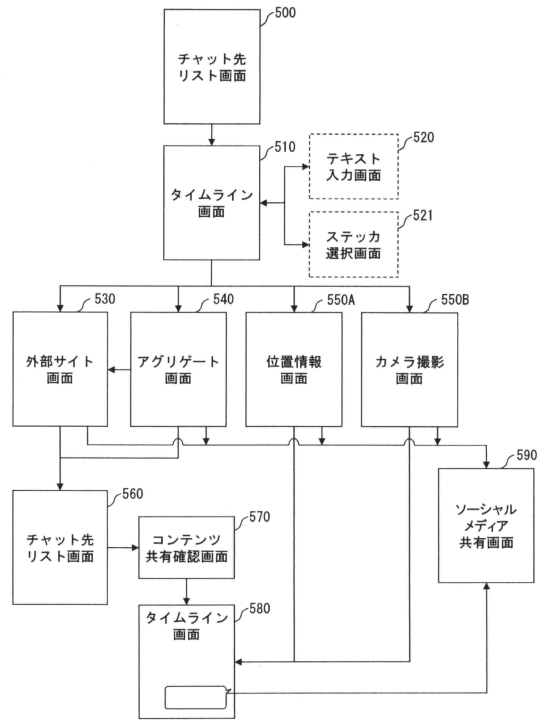 500
チャット先
リスト画面
510
タイムライン
画面
520
テキスト
入力画面
521
ステッカ
選択画面
530
外部サイト
画面
540
アグリゲート
画面
550A
位置情報
画面
550B
カメラ撮影
画面
560
チャット先
リスト画面
570
コンテンツ
共有確認画面
580
タイムライン
画面
590
ソーシャル
メディア
共有画面